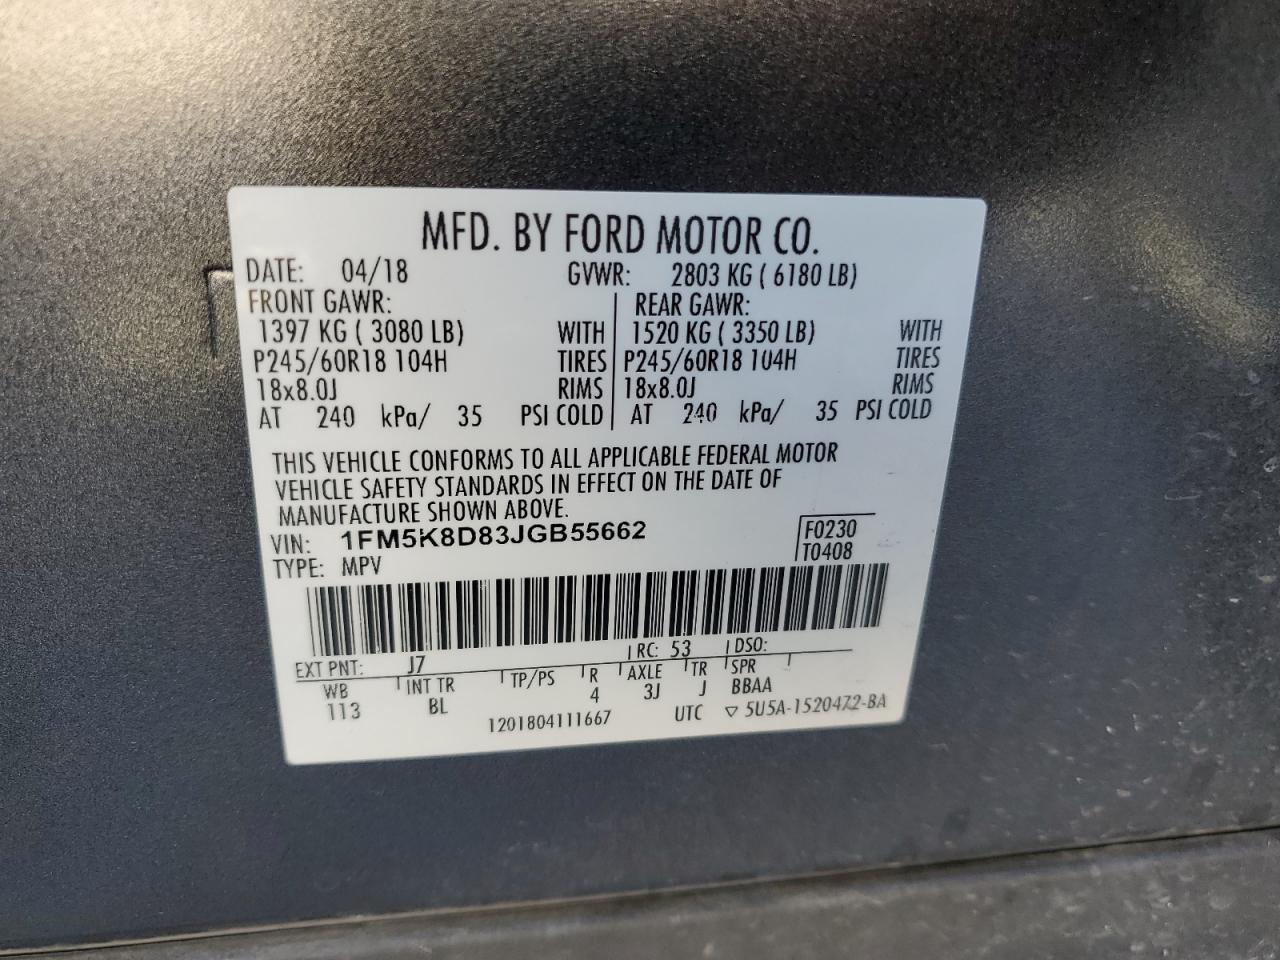 MFD. BY FORD MOTOR CO.
DATE: 04/18 GVWR: 2803 KG ( 6180 LB)
FRONT GAWR: REAR GAWR:
1397 KG ( 3080 LB) WITH 1520 KG ( 3350 LB) WITH
P245/60R18 104H TIRES P245/60R18 104H TIRES
18x8.0J RIMS 18x8.0J RIMS
AT 240 kPa/ 35 PSI COLD AT 240 kPa/ 35 PSI COLD
THIS VEHICLE CONFORMS TO ALL APPLICABLE FEDERAL MOTOR
VEHICLE SAFETY STANDARDS IN EFFECT ON THE DATE OF
MANUFACTURE SHOWN ABOVE.
VIN: 1FM5K8D83JGB55662 F0230
TYPE: MPV T0408
EXT PNT: J7 RC: 53 DSO:
WB INT TR TP/PS R AXLE TR SPR
113 BL 4 3J J BBAA
1201804111667 UTC ▽ 5U5A-1520472-BA